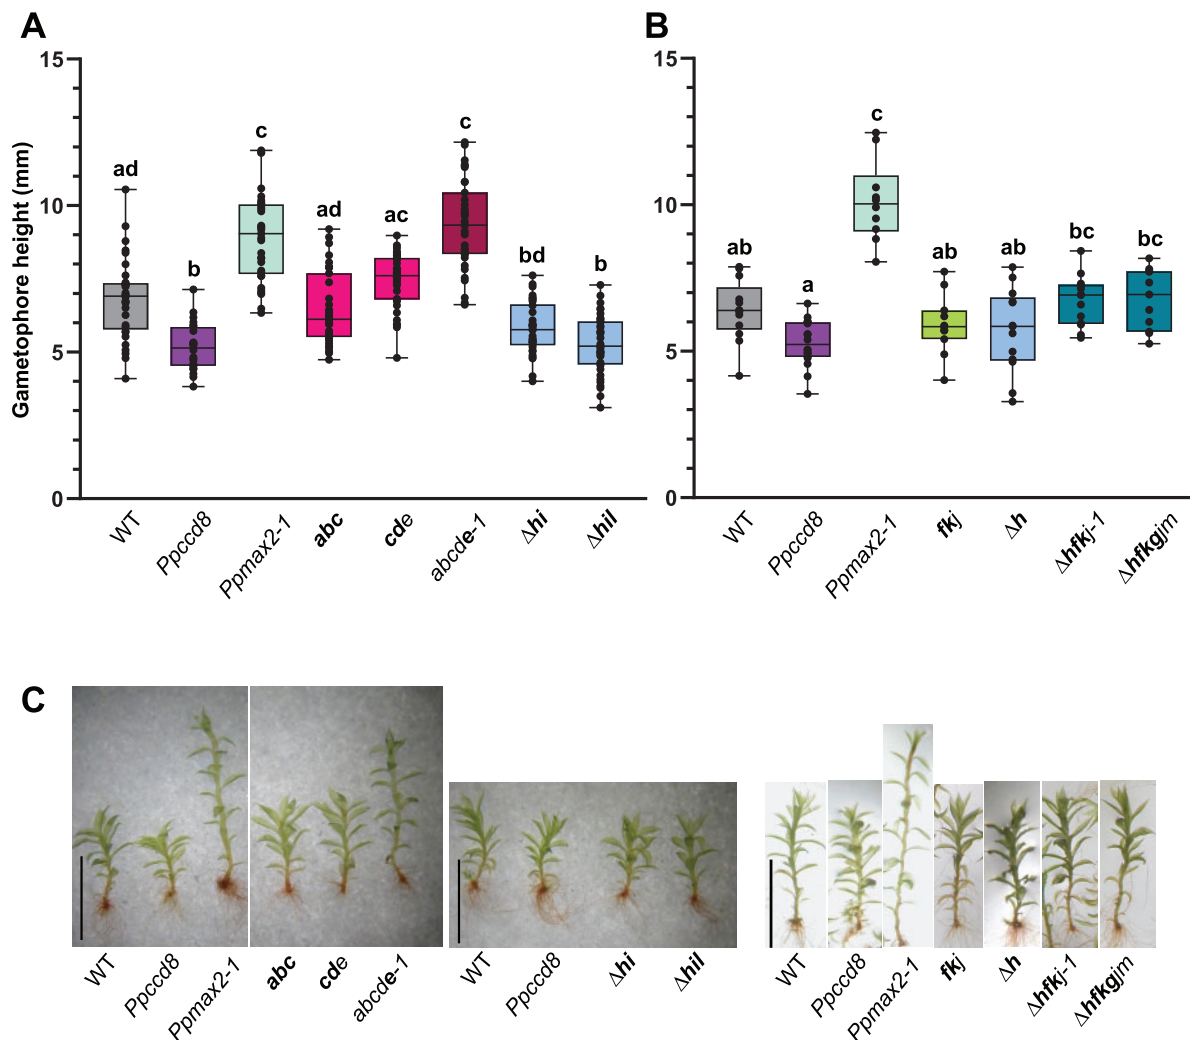 A
Gametophore height (mm)
15
10
5
0
ad
b
c
ad
ac
c
bd
b
WT
Ppccd8
Ppmax2-1
abc
cde
abcde-1
Δhi
Δhil
B
15
10
5
0
ab
a
c
ab
ab
bc
bc
WT
Ppccd8
Ppmax2-1
fkj
Δh
Δhfkj-1
Δhfkgjm
C
WT
Ppccd8
Ppmax2-1
abc
cde
abcde-1
WT
Ppccd8
Δhi
Δhil
WT
Ppccd8
Ppmax2-1
fkj
Δh
Δhfkj-1
Δhfkgjm